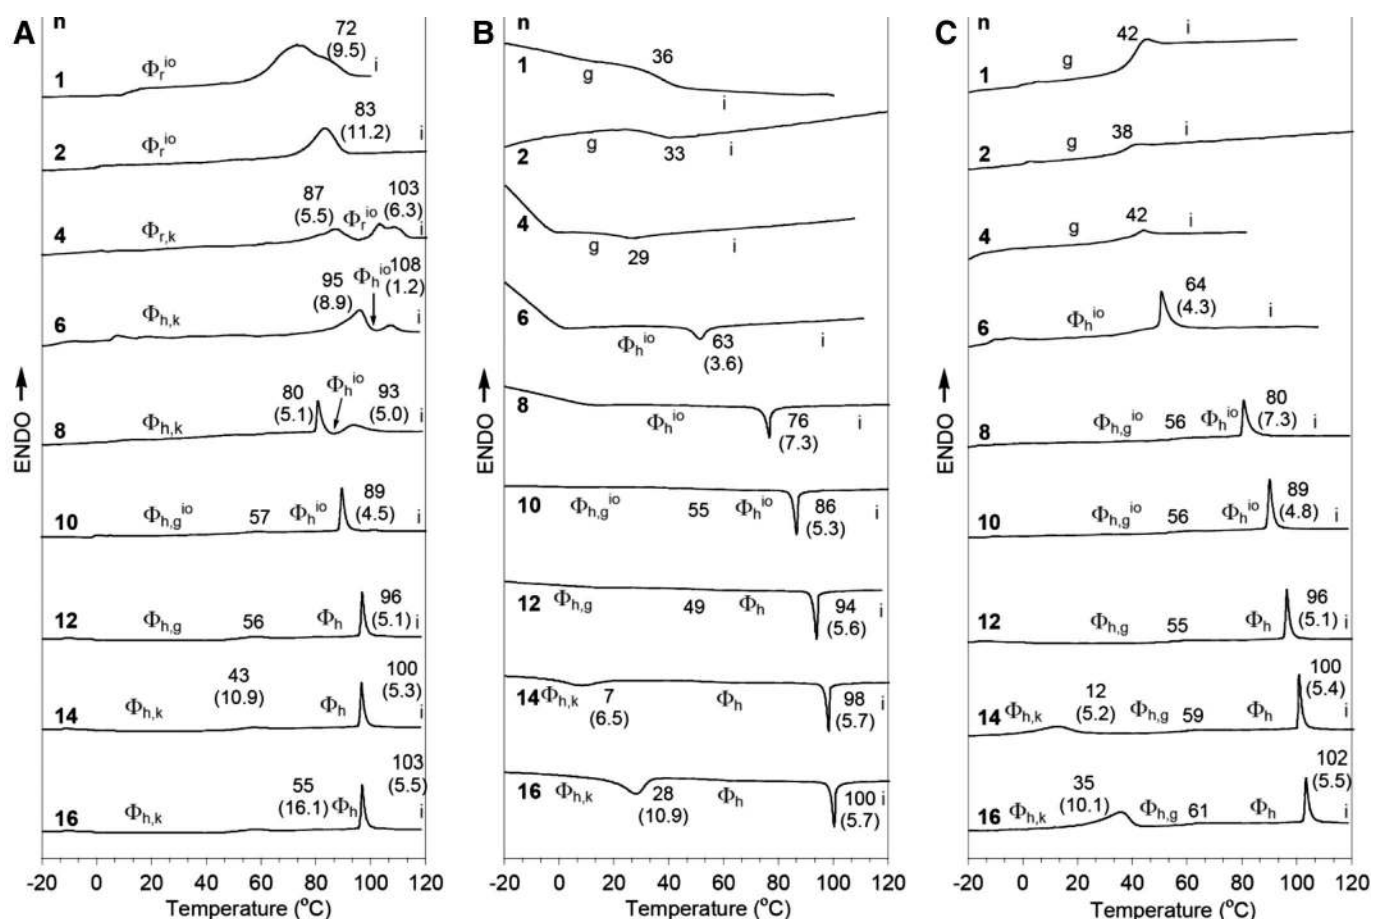 A
n
72
(9.5)
1 Φr^io i
83
(11.2)
2 Φr^io i
87 103
(5.5) Φr^io (6.3)
4 Φr,k i
95 Φh^io 108
(8.9) (1.2)
6 Φh,k i
80 Φh^io 93
(5.1) (5.0)
8 Φh,k i
89
(4.5)
10 Φh,g^io 57 Φh^io i
96
(5.1)
12 Φh,g 56 Φh i
43 100
(10.9) (5.3)
14 Φh,k Φh i
55 103
(16.1) (5.5)
16 Φh,k Φh i
ENDO →
-20 0 20 40 60 80 100 120
Temperature (°C)
B
n
1 g 36 i
2 g 33 i
4 g 29 i
6 Φh^io 63 i
(3.6)
8 Φh^io 76 i
(7.3)
10 Φh,g^io 55 Φh^io 86 i
(5.3)
12 Φh,g 49 Φh 94 i
(5.6)
14 Φh,k 7 Φh 98 i
(6.5) (5.7)
16 Φh,k 28 Φh 100 i
(10.9) (5.7)
ENDO →
-20 0 20 40 60 80 100 120
Temperature (°C)
C
n
1 g 42 i
2 g 38 i
4 g 42 i
64
(4.3)
6 Φh^io i
80
(7.3)
8 Φh,g^io 56 Φh^io i
89
(4.8)
10 Φh,g^io 56 Φh^io i
96
(5.1)
12 Φh,g 55 Φh i
12 100
(5.2) (5.4)
14 Φh,k Φh,g 59 Φh i
35 102
(10.1) (5.5)
16 Φh,k Φh,g 61 Φh i
ENDO →
-20 0 20 40 60 80 100 120
Temperature (°C)